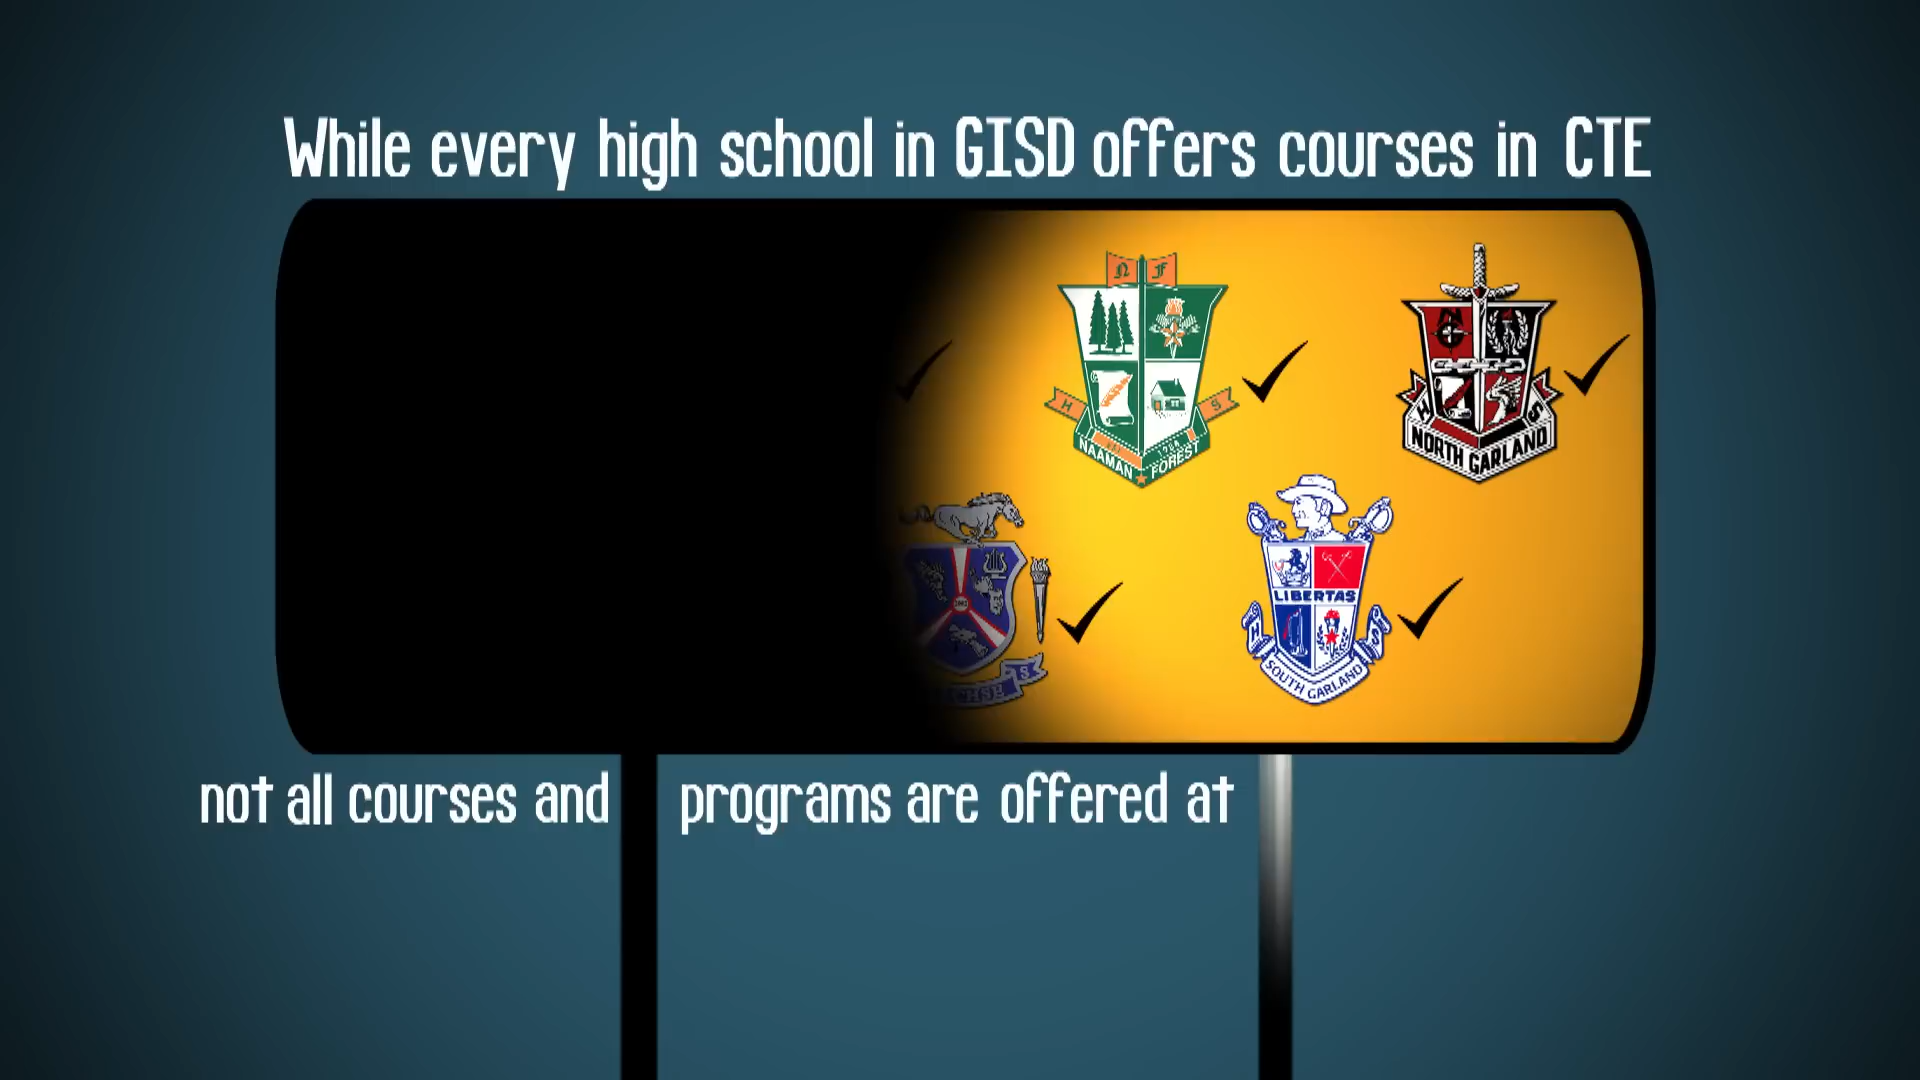 While every high school in GISD offers courses in CTE
N F
H S
NAAMAN FOREST
H S
NORTH GARLAND
S
LIBERTAS
H S
SOUTH GARLAND
not all courses and programs are offered at